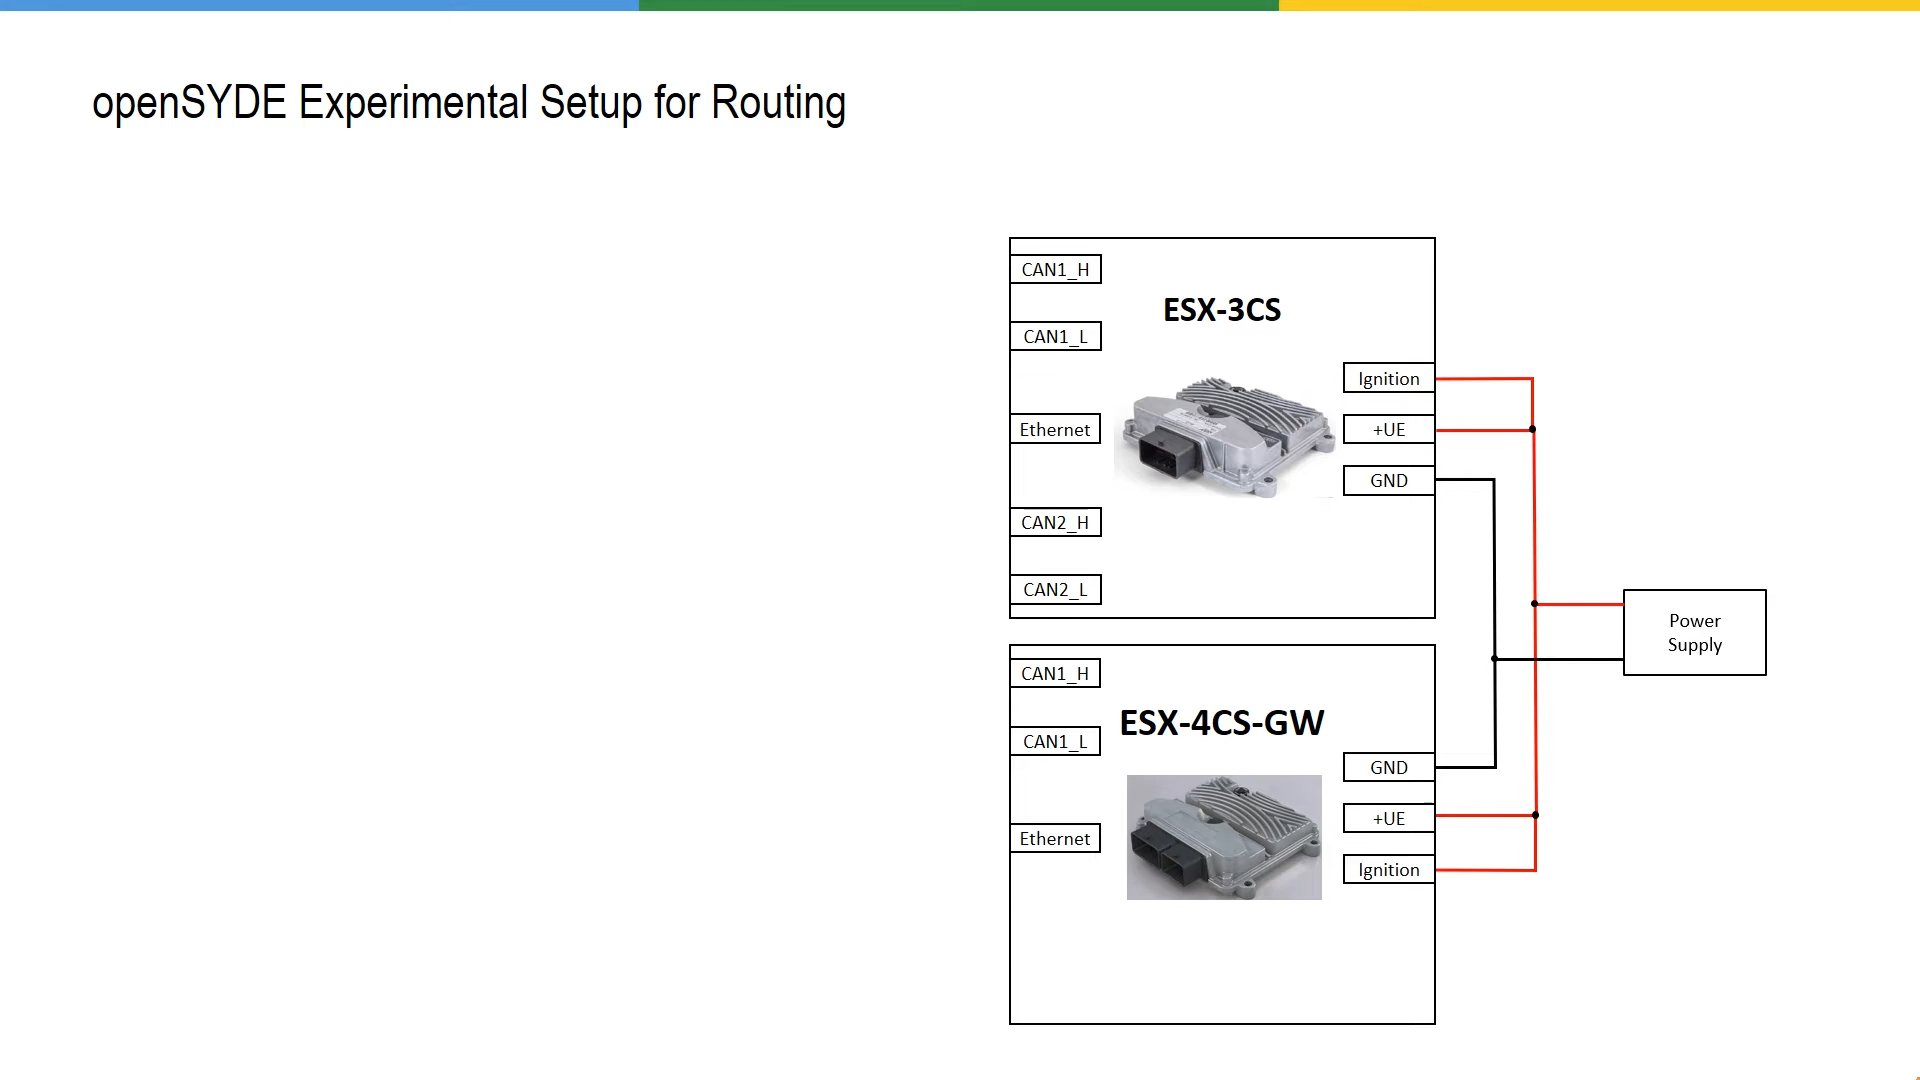 openSYDE Experimental Setup for Routing
CAN1_H
ESX-3CS
CAN1_L
Ignition
Ethernet
+UE
GND
CAN2_H
CAN2_L
Power
Supply
CAN1_H
ESX-4CS-GW
CAN1_L
GND
+UE
Ethernet
Ignition